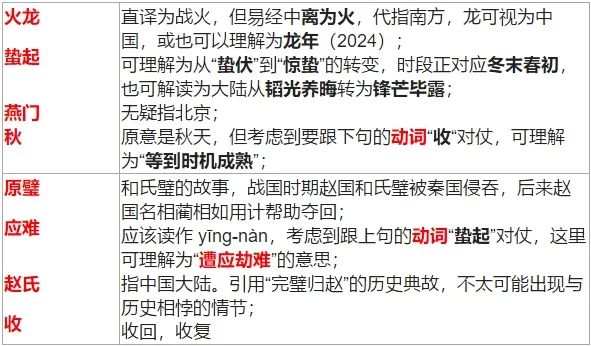 火龙
蛰起
燕门
秋
直译为战火，但易经中离为火，代指南方，龙可视为中
国，或也可以理解为龙年（2024）；
可理解为从“蛰伏”到“惊蛰”的转变，时段正对应冬末春初，
也可解读为大陆从韬光养晦转为锋芒毕露；
无疑指北京；
原意是秋天，但考虑到要跟下句的动词“收“对仗，可理解
为“等到时机成熟”；
原璧
应难
赵氏
收
和氏璧的故事，战国时期赵国和氏璧被秦国侵吞，后来赵
国名相蔺相如用计帮助夺回；
应该读作 yīng-nàn，考虑到跟上句的动词“蛰起”对仗，这里
可理解为“遭应劫难”的意思；
指中国大陆。引用“完璧归赵”的历史典故，不太可能出现与
历史相悖的情节；
收回，收复